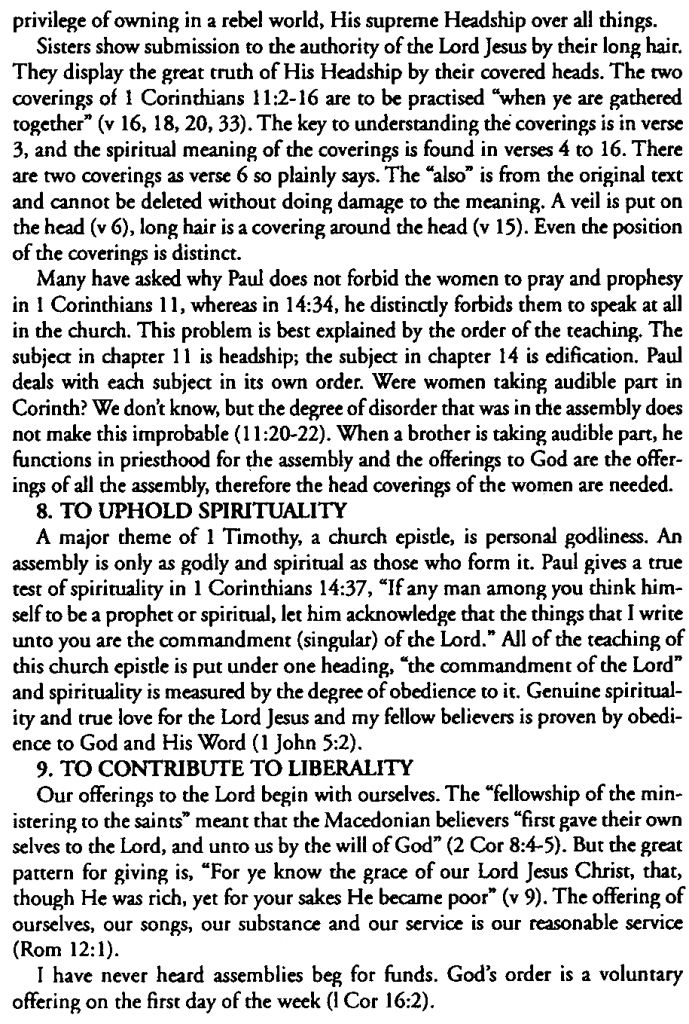 privilege of owning in a rebel world, His supreme Headship over all things.
Sisters show submission to the authority of the Lord Jesus by their long hair.
They display the great truth of His Headship by their covered heads. The two
coverings of 1 Corinthians 11:2-16 are to be practised “when ye are gathered
together” (v 16, 18, 20, 33). The key to understanding the coverings is in verse
3, and the spiritual meaning of the coverings is found in verses 4 to 16. There
are two coverings as verse 6 so plainly says. The “also” is from the original text
and cannot be deleted without doing damage to the meaning. A veil is put on
the head (v 6), long hair is a covering around the head (v 15). Even the position
of the coverings is distinct.
Many have asked why Paul does not forbid the women to pray and prophesy
in 1 Corinthians 11, whereas in 14:34, he distinctly forbids them to speak at all
in the church. This problem is best explained by the order of the teaching. The
subject in chapter 11 is headship; the subject in chapter 14 is edification. Paul
deals with each subject in its own order. Were women taking audible part in
Corinth? We don’t know, but the degree of disorder that was in the assembly does
not make this improbable (11:20-22). When a brother is taking audible part, he
functions in priesthood for the assembly and the offerings to God are the offer-
ings of all the assembly, therefore the head coverings of the women are needed.
8. TO UPHOLD SPIRITUALITY
A major theme of 1 Timothy, a church epistle, is personal godliness. An
assembly is only as godly and spiritual as those who form it. Paul gives a true
test of spirituality in 1 Corinthians 14:37, “If any man among you think him-
self to be a prophet or spiritual, let him acknowledge that the things that I write
unto you are the commandment (singular) of the Lord.” All of the teaching of
this church epistle is put under one heading, “the commandment of the Lord”
and spirituality is measured by the degree of obedience to it. Genuine spiritual-
ity and true love for the Lord Jesus and my fellow believers is proven by obedi-
ence to God and His Word (1 John 5:2).
9. TO CONTRIBUTE TO LIBERALITY
Our offerings to the Lord begin with ourselves. The “fellowship of the min-
istering to the saints” meant that the Macedonian believers “first gave their own
selves to the Lord, and unto us by the will of God” (2 Cor 8:4-5). But the great
pattern for giving is, “For ye know the grace of our Lord Jesus Christ, that,
though He was rich, yet for your sakes He became poor” (v 9). The offering of
ourselves, our songs, our substance and our service is our reasonable service
(Rom 12:1).
I have never heard assemblies beg for funds. God’s order is a voluntary
offering on the first day of the week (l Cor 16:2).